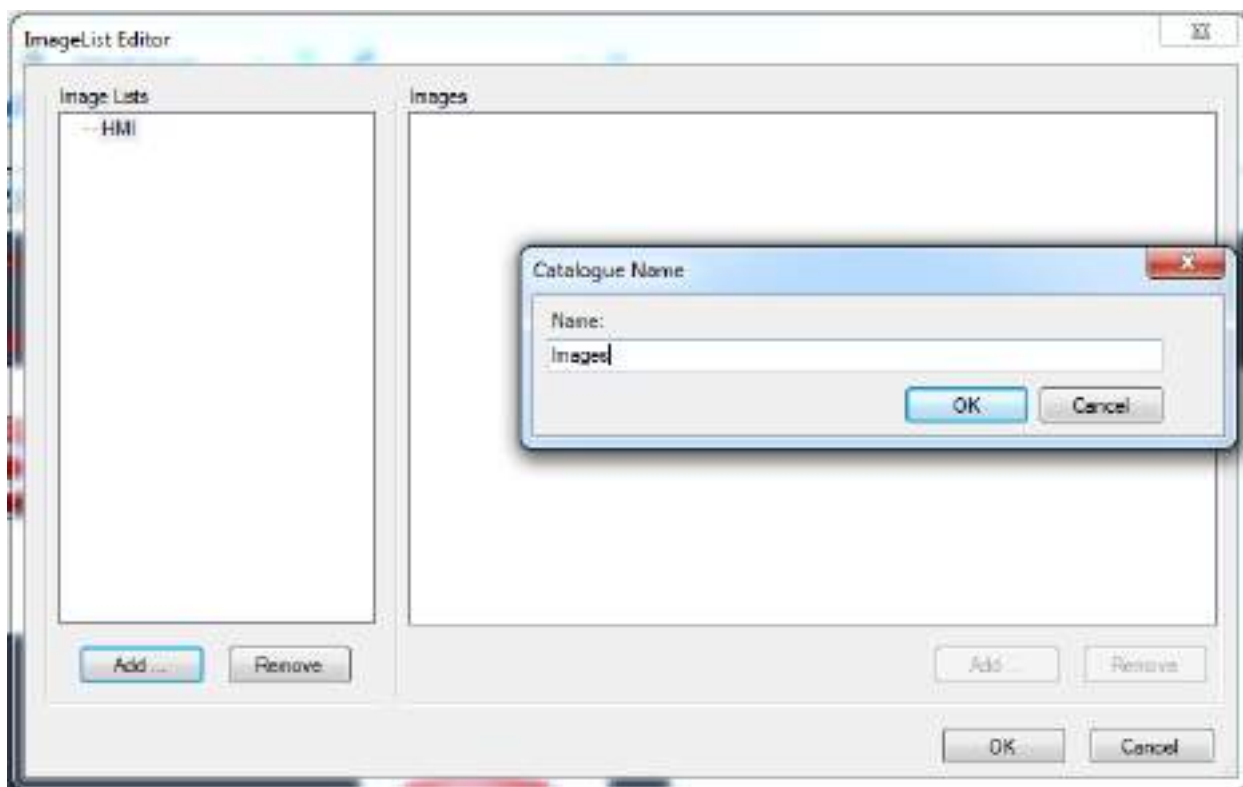 ImageList Editor
Image Lists
Images
HMI
Catalogue Name
Name:
Images
OK Cancel
Add ... Remove
Add ... Remove
OK Cancel